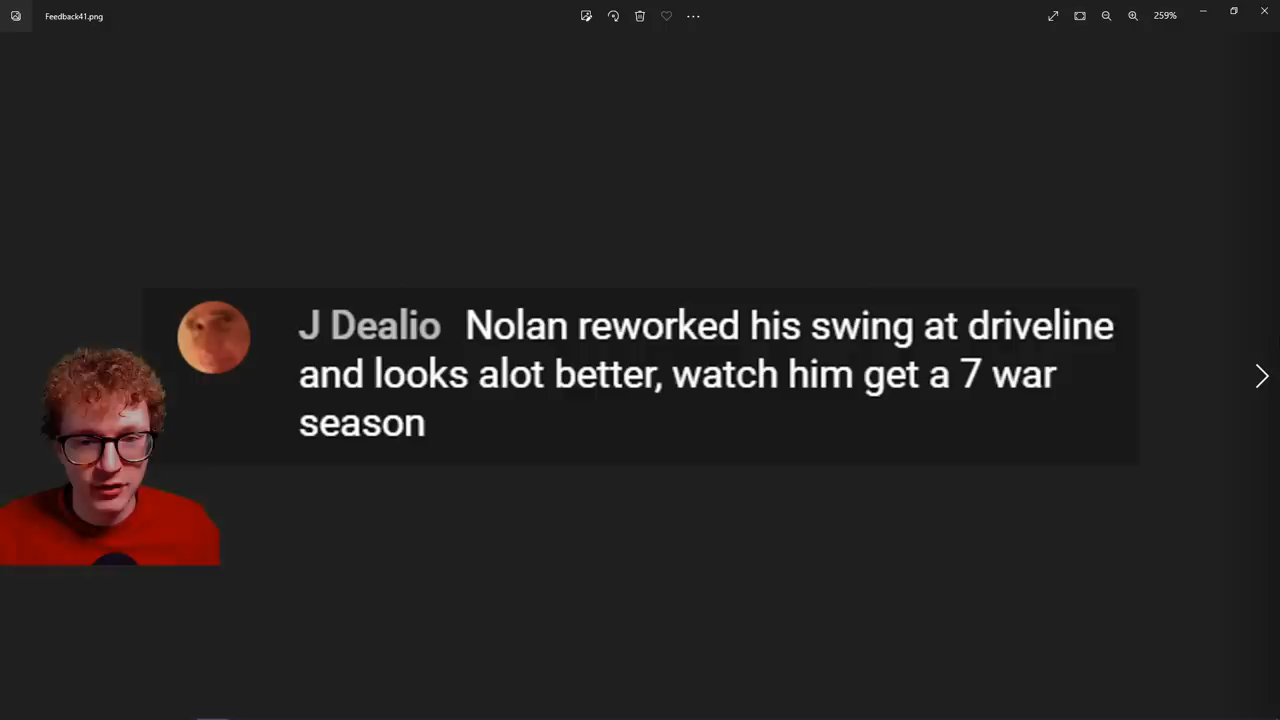 Feedback41.png
259%
J Dealio Nolan reworked his swing at driveline
and looks alot better, watch him get a 7 war
season